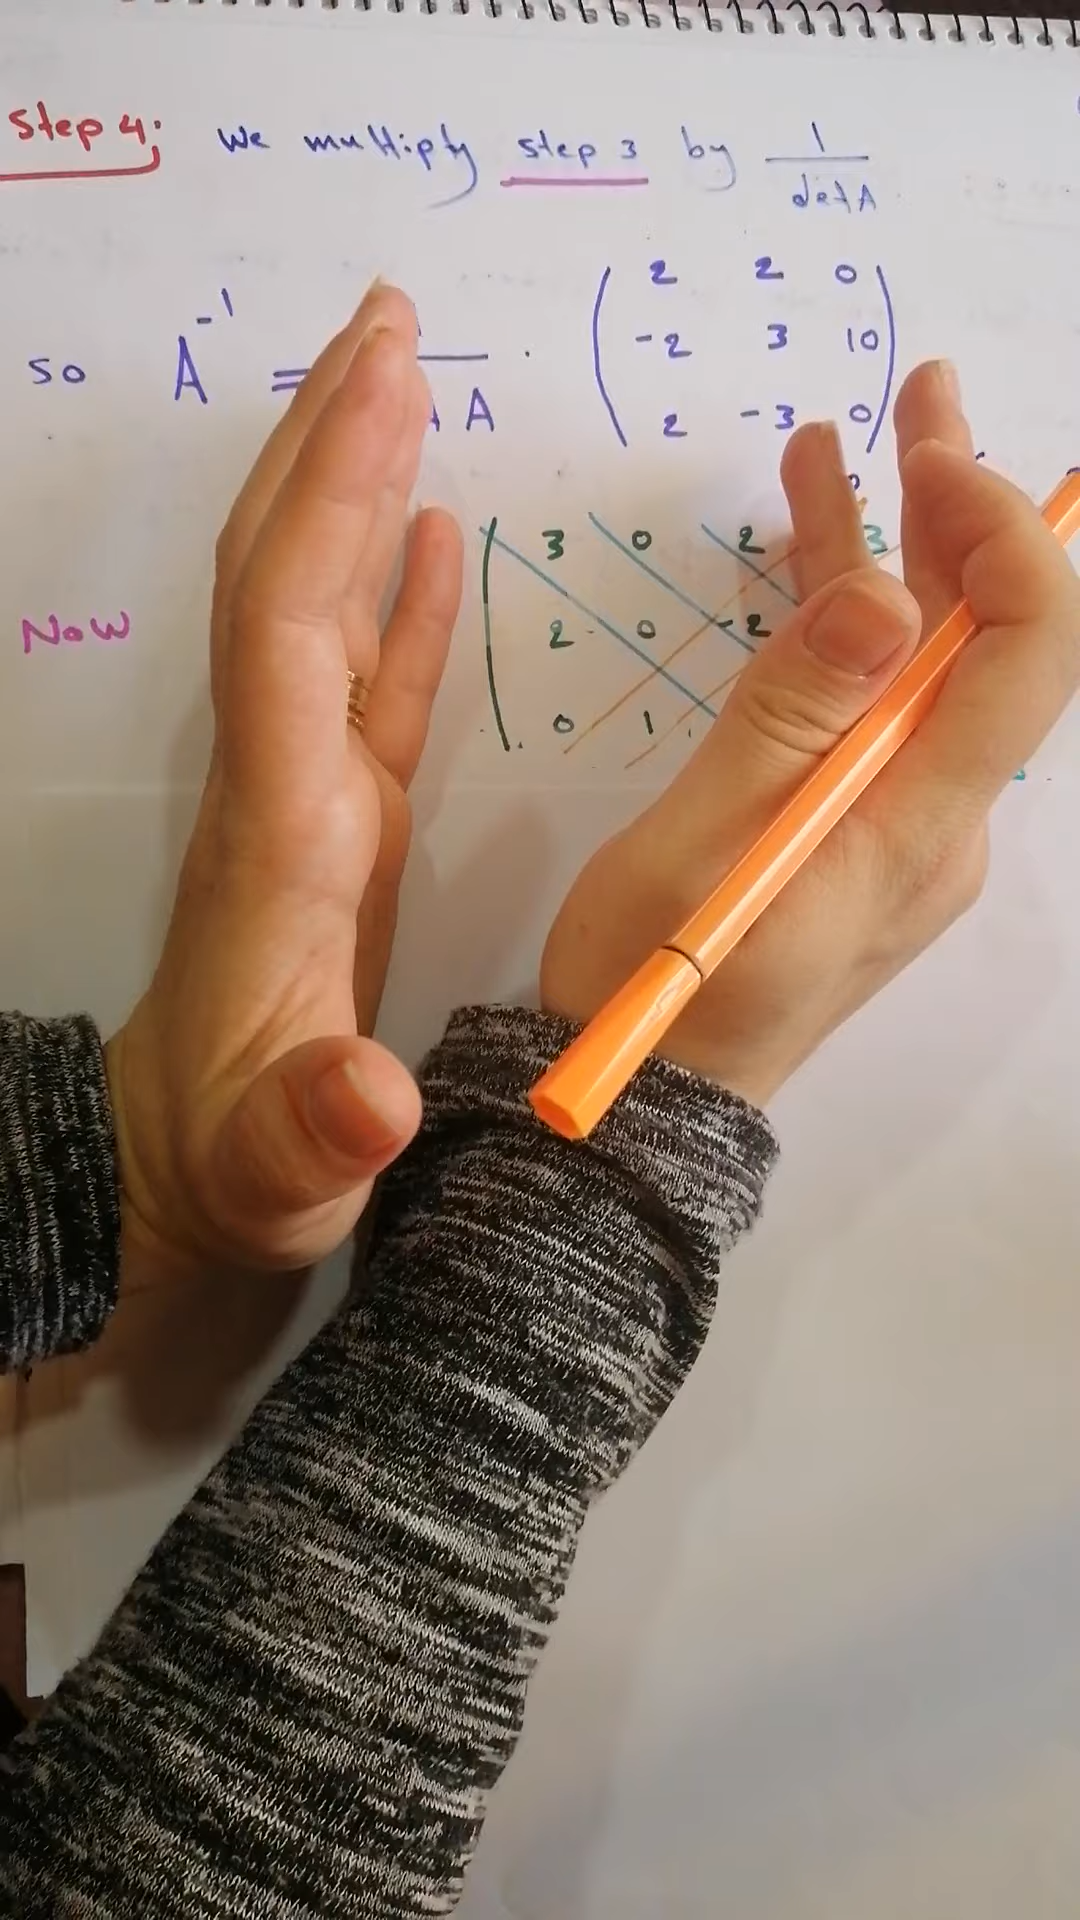 Step 4: We multiply step 3 by 1
det A
2 2 0
A⁻¹ = . -2 3 10
so A
2 -3 0
3 0 2 3
Now 2 0 -2
0 1